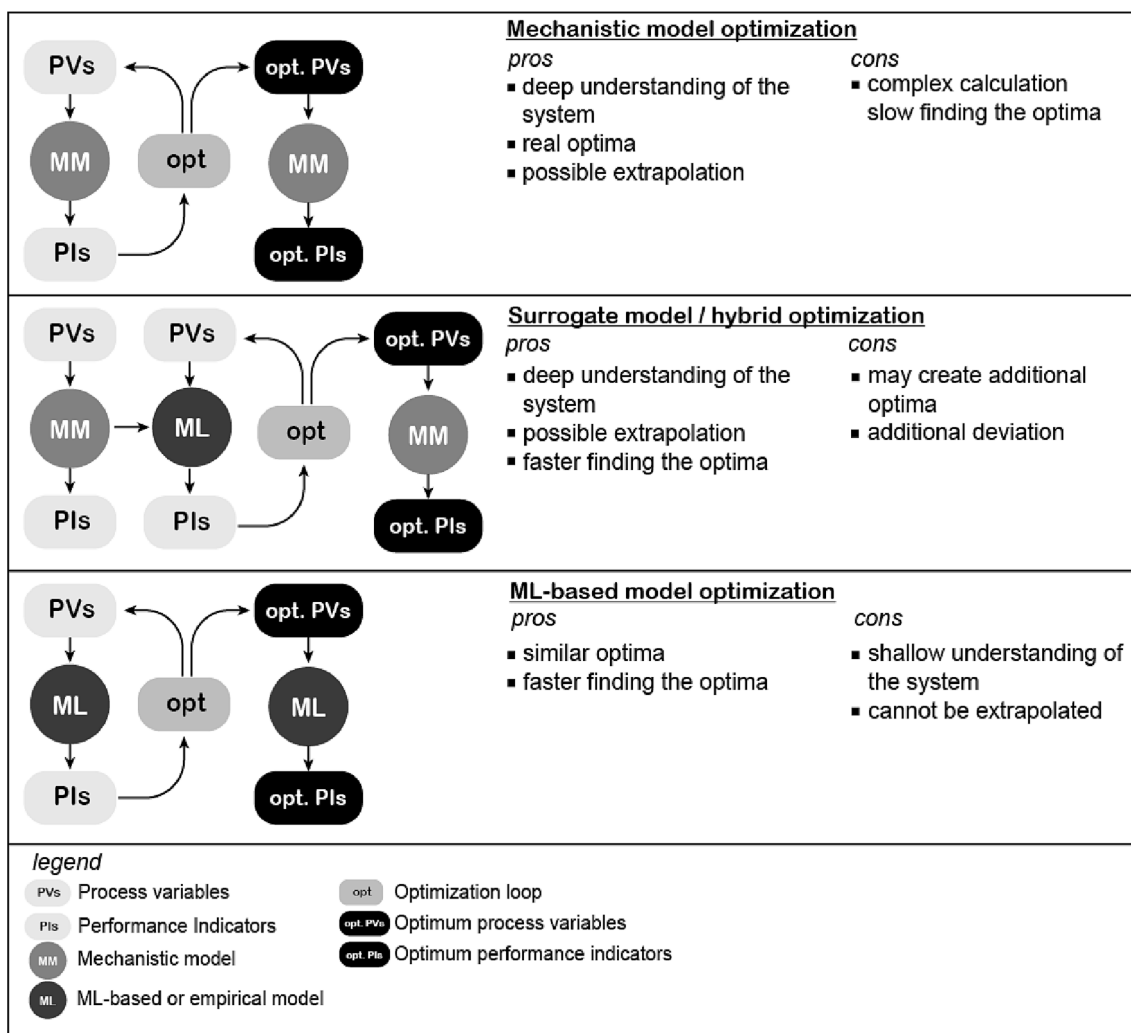 Mechanistic model optimization
pros
▪ deep understanding of the
system
▪ real optima
▪ possible extrapolation
cons
▪ complex calculation
slow finding the optima
PVs
MM
PIs
opt
opt. PVs
MM
opt. PIs
Surrogate model / hybrid optimization
pros
▪ deep understanding of the
system
▪ possible extrapolation
▪ faster finding the optima
cons
▪ may create additional
optima
▪ additional deviation
PVs
MM
PIs
PVs
ML
PIs
opt
opt. PVs
MM
opt. PIs
ML-based model optimization
pros
▪ similar optima
▪ faster finding the optima
cons
▪ shallow understanding of
the system
▪ cannot be extrapolated
PVs
ML
PIs
opt
opt. PVs
ML
opt. PIs
legend
PVs Process variables
PIs Performance Indicators
MM Mechanistic model
ML ML-based or empirical model
opt Optimization loop
opt. PVs Optimum process variables
opt. PIs Optimum performance indicators